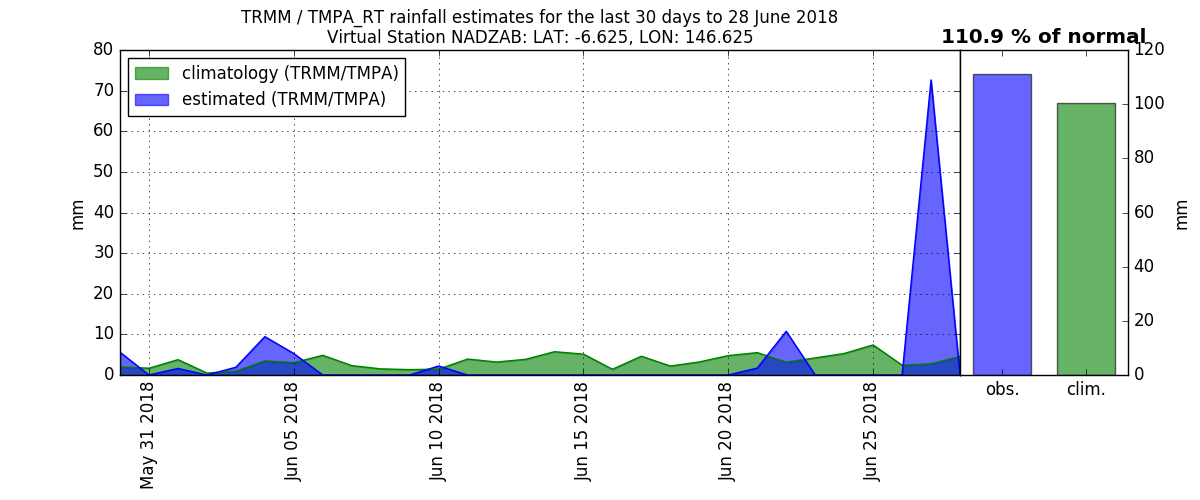 TRMM / TMPA_RT rainfall estimates for the last 30 days to 28 June 2018
Virtual Station NADZAB: LAT: -6.625, LON: 146.625
110.9 % of normal
climatology (TRMM/TMPA)
estimated (TRMM/TMPA)
80
70
60
50
40
30
20
10
0
mm
May 31 2018
Jun 05 2018
Jun 10 2018
Jun 15 2018
Jun 20 2018
Jun 25 2018
120
100
80
60
40
20
0
mm
obs.
clim.